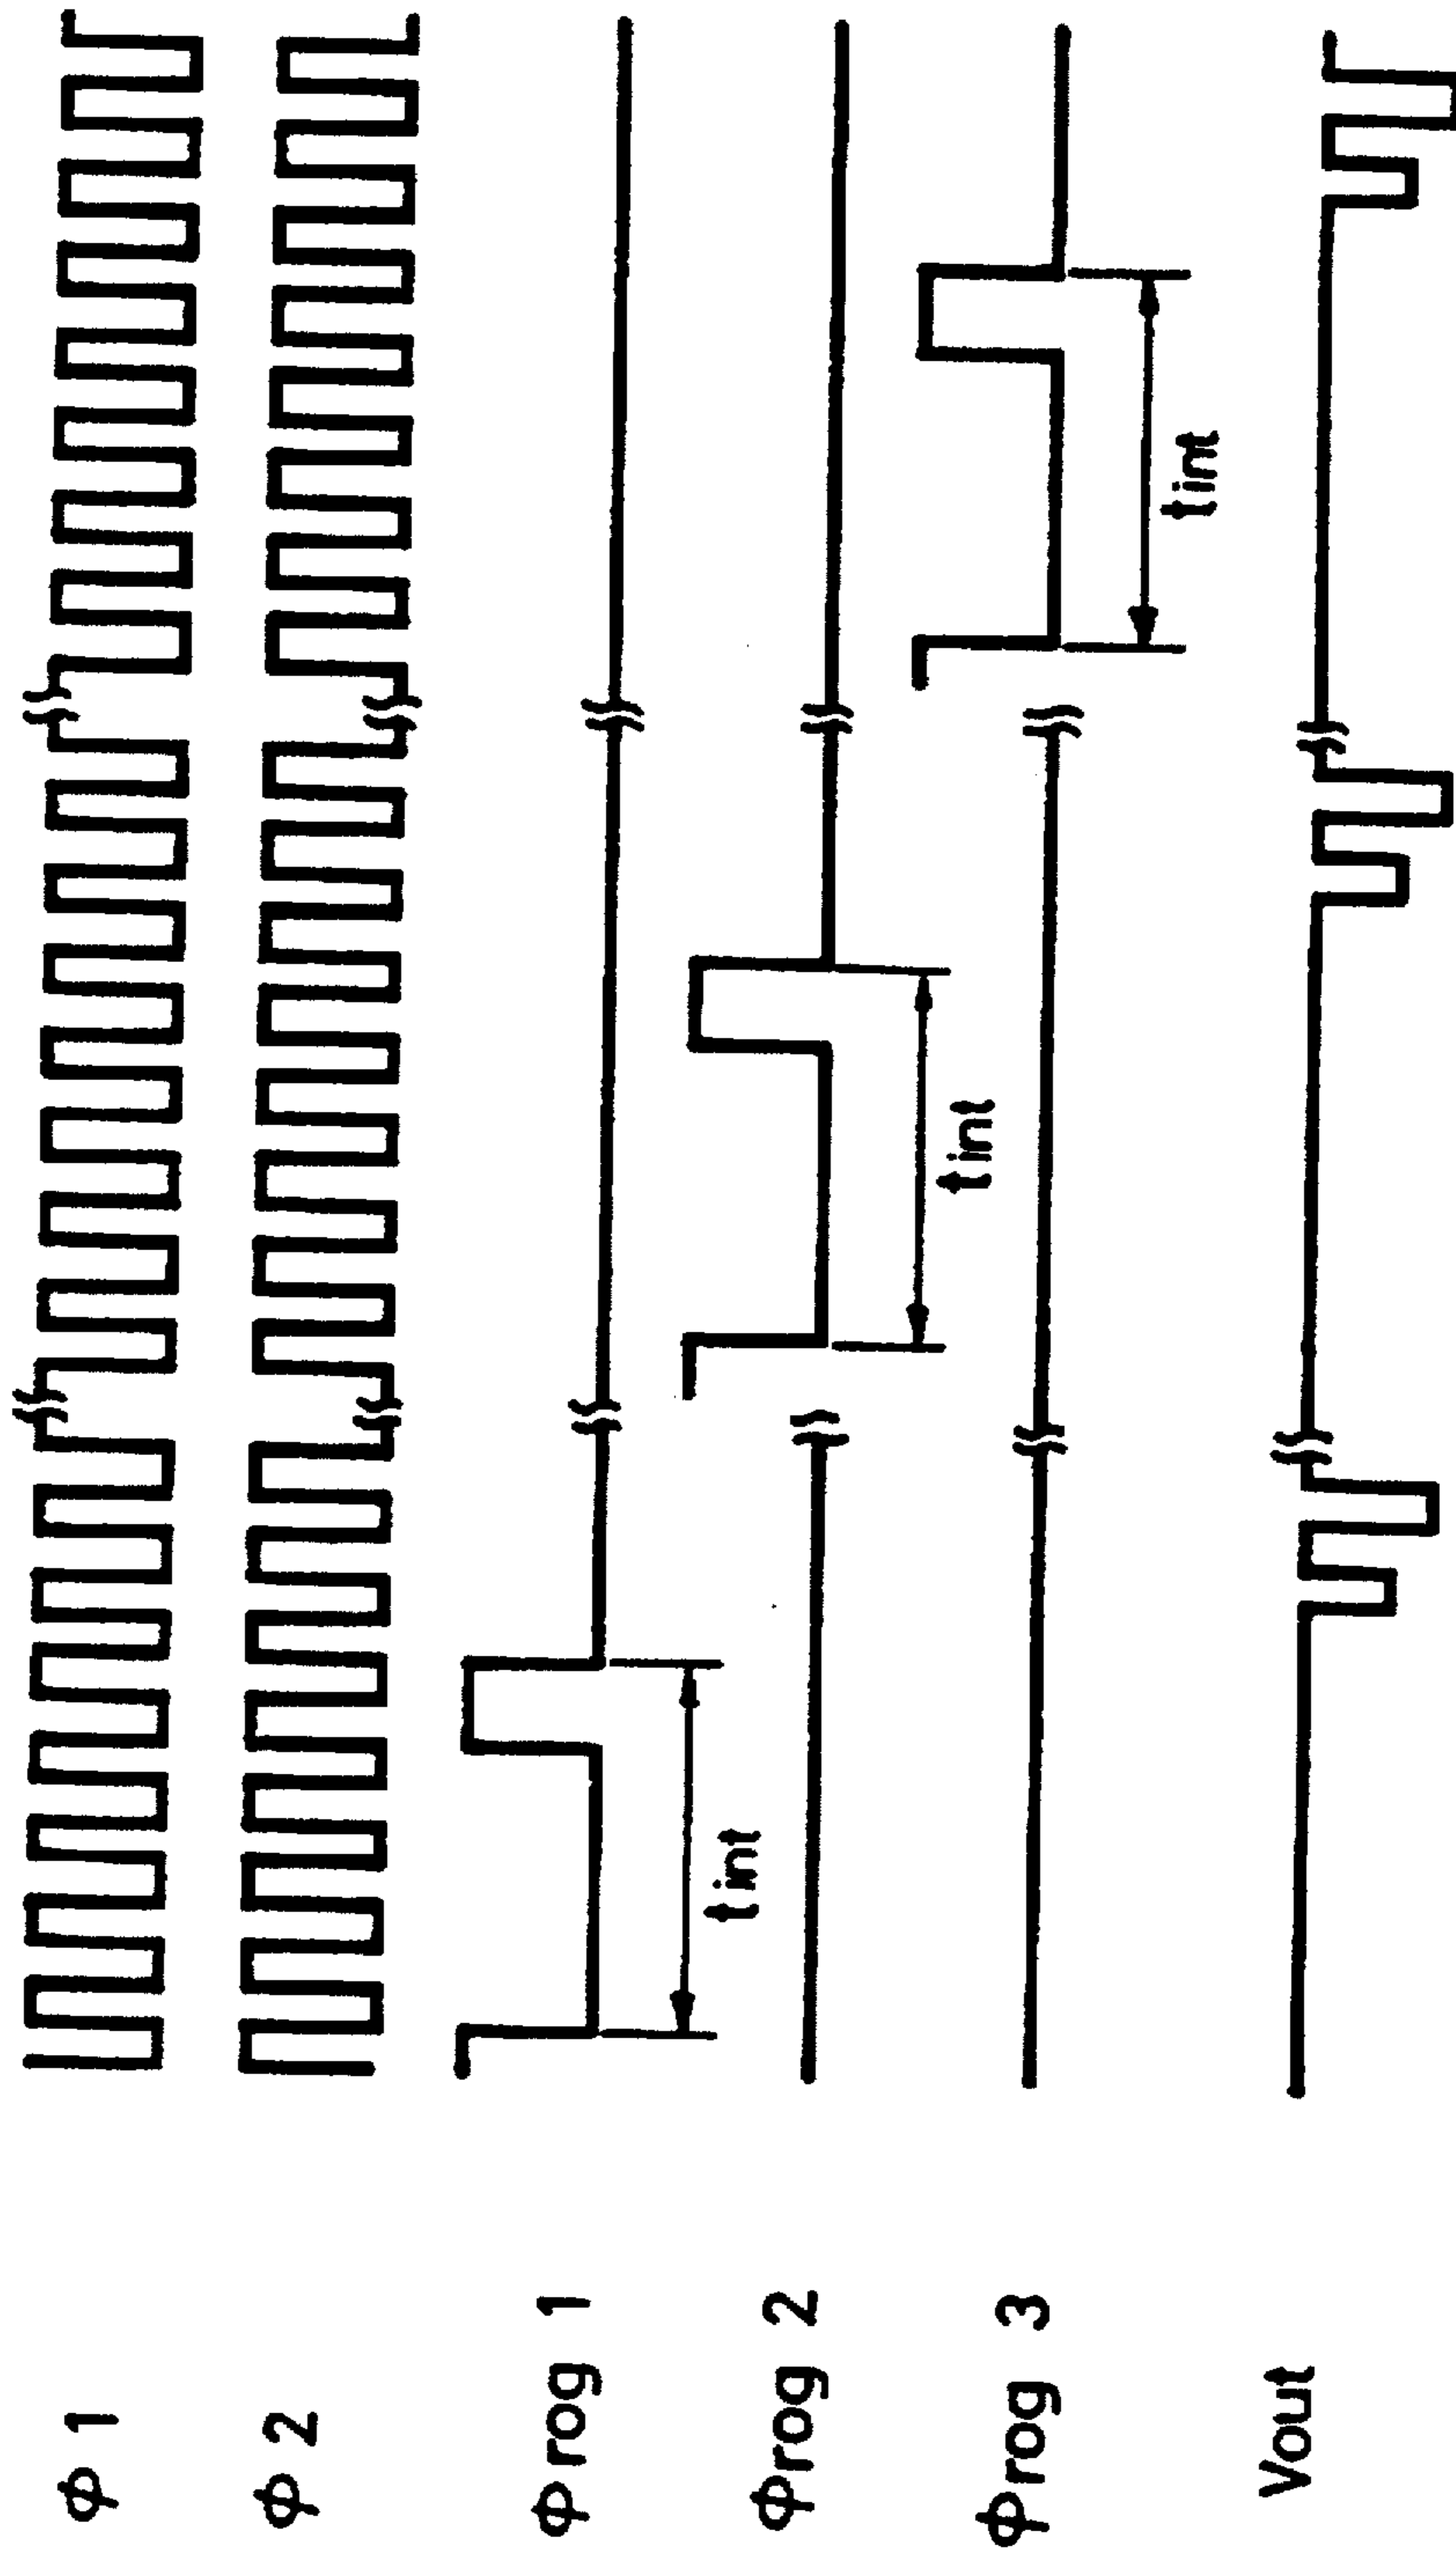 ϕ 1
ϕ 2
ϕrog 1
tint
ϕrog 2
tint
ϕrog 3
tint
Vout